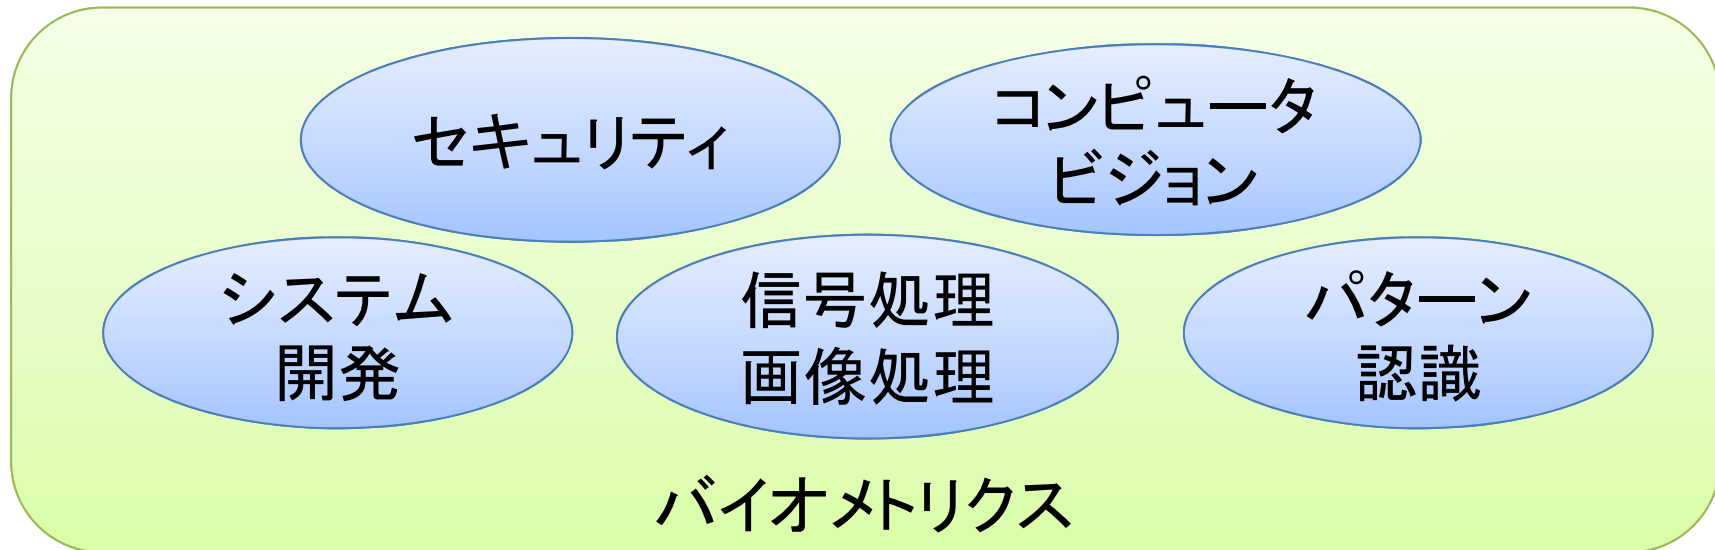 セキュリティ
コンピュータ
ビジョン
システム
開発
信号処理
画像処理
パターン
認識
バイオメトリクス